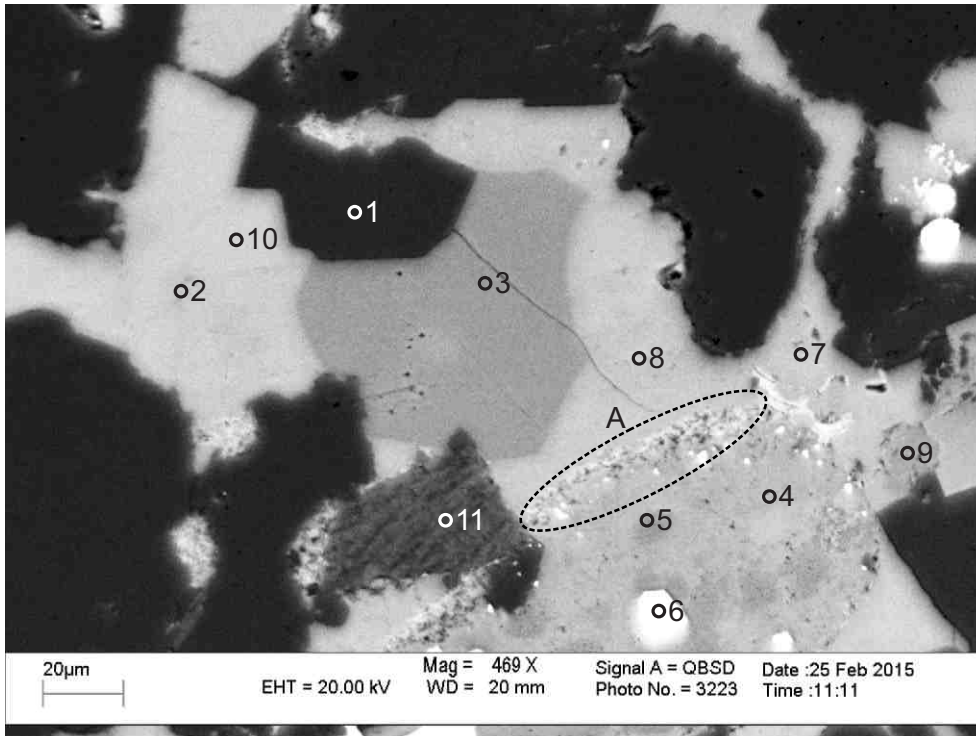 1
10
2
3
8
7
A
9
4
11
5
6
20µm
Mag = 469 X
EHT = 20.00 kV
WD = 20 mm
Signal A = QBSD
Photo No. = 3223
Date :25 Feb 2015
Time :11:11